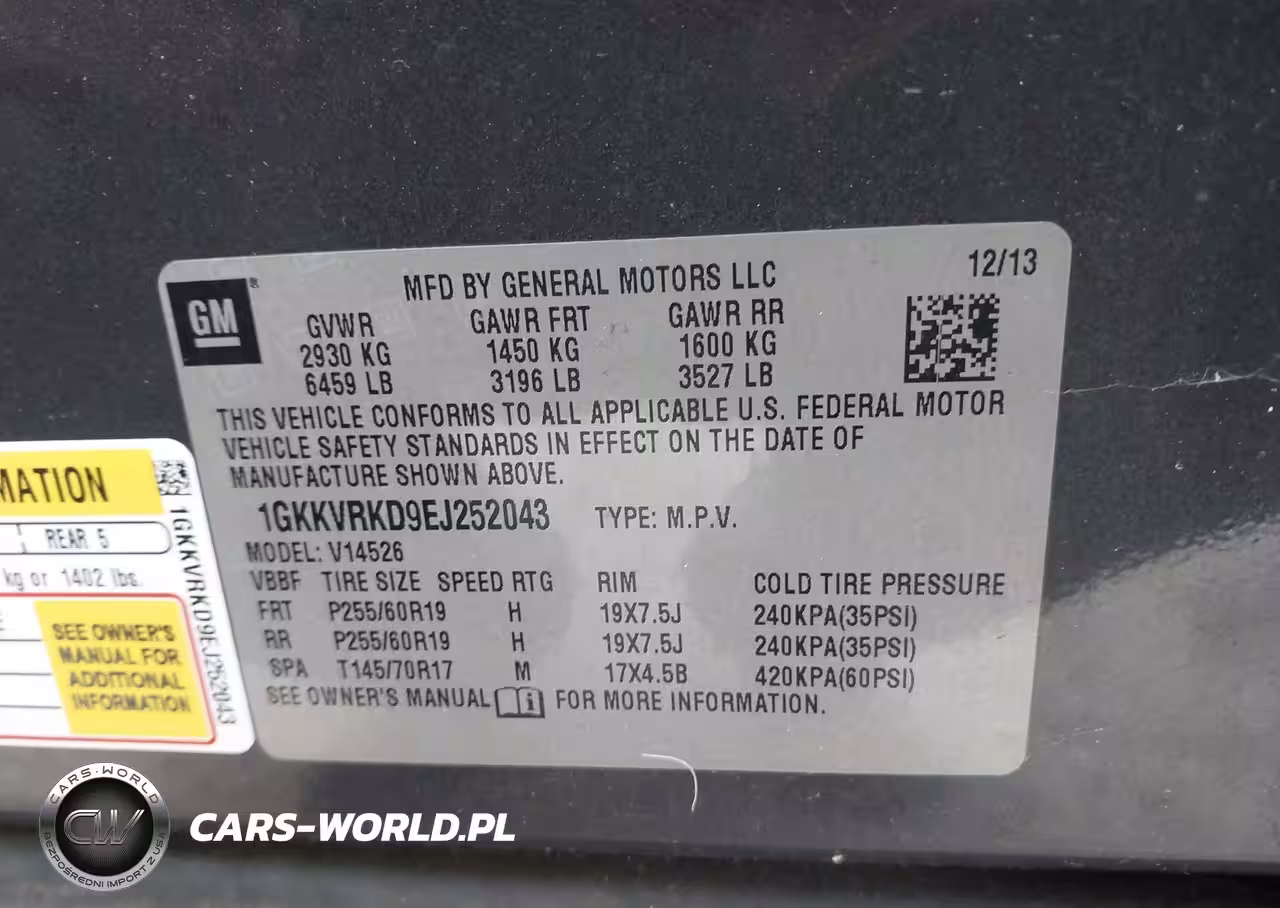 GM
®
MFD BY GENERAL MOTORS LLC
12/13
GVWR GAWR FRT GAWR RR
2930 KG 1450 KG 1600 KG
6459 LB 3196 LB 3527 LB
THIS VEHICLE CONFORMS TO ALL APPLICABLE U.S. FEDERAL MOTOR
VEHICLE SAFETY STANDARDS IN EFFECT ON THE DATE OF
MANUFACTURE SHOWN ABOVE.
1GKKVRKD9EJ252043 TYPE: M.P.V.
MODEL: V14526
VBBF TIRE SIZE SPEED RTG RIM COLD TIRE PRESSURE
FRT P255/60R19 H 19X7.5J 240KPA(35PSI)
RR P255/60R19 H 19X7.5J 240KPA(35PSI)
SPA T145/70R17 M 17X4.5B 420KPA(60PSI)
SEE OWNER'S MANUAL i FOR MORE INFORMATION.
MATION
REAR 5
kg or 1402 lbs.
SEE OWNER'S
MANUAL FOR
ADDITIONAL
INFORMATION
1GKKVRKD9EJ252043
CARS-WORLD
CW
BEZPOŚREDNI IMPORT Z USA
CARS-WORLD.PL